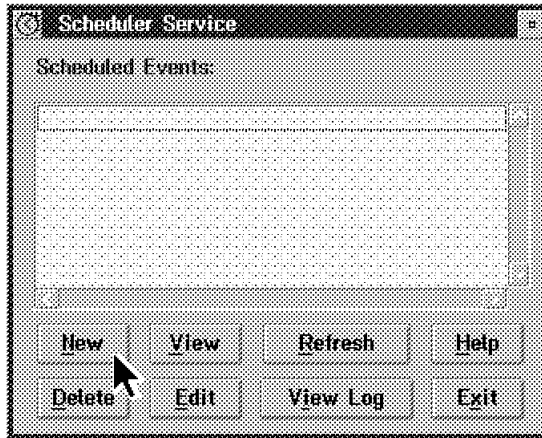 Scheduler Service
Scheduled Events:
New View Refresh Help
Delete Edit View Log Exit